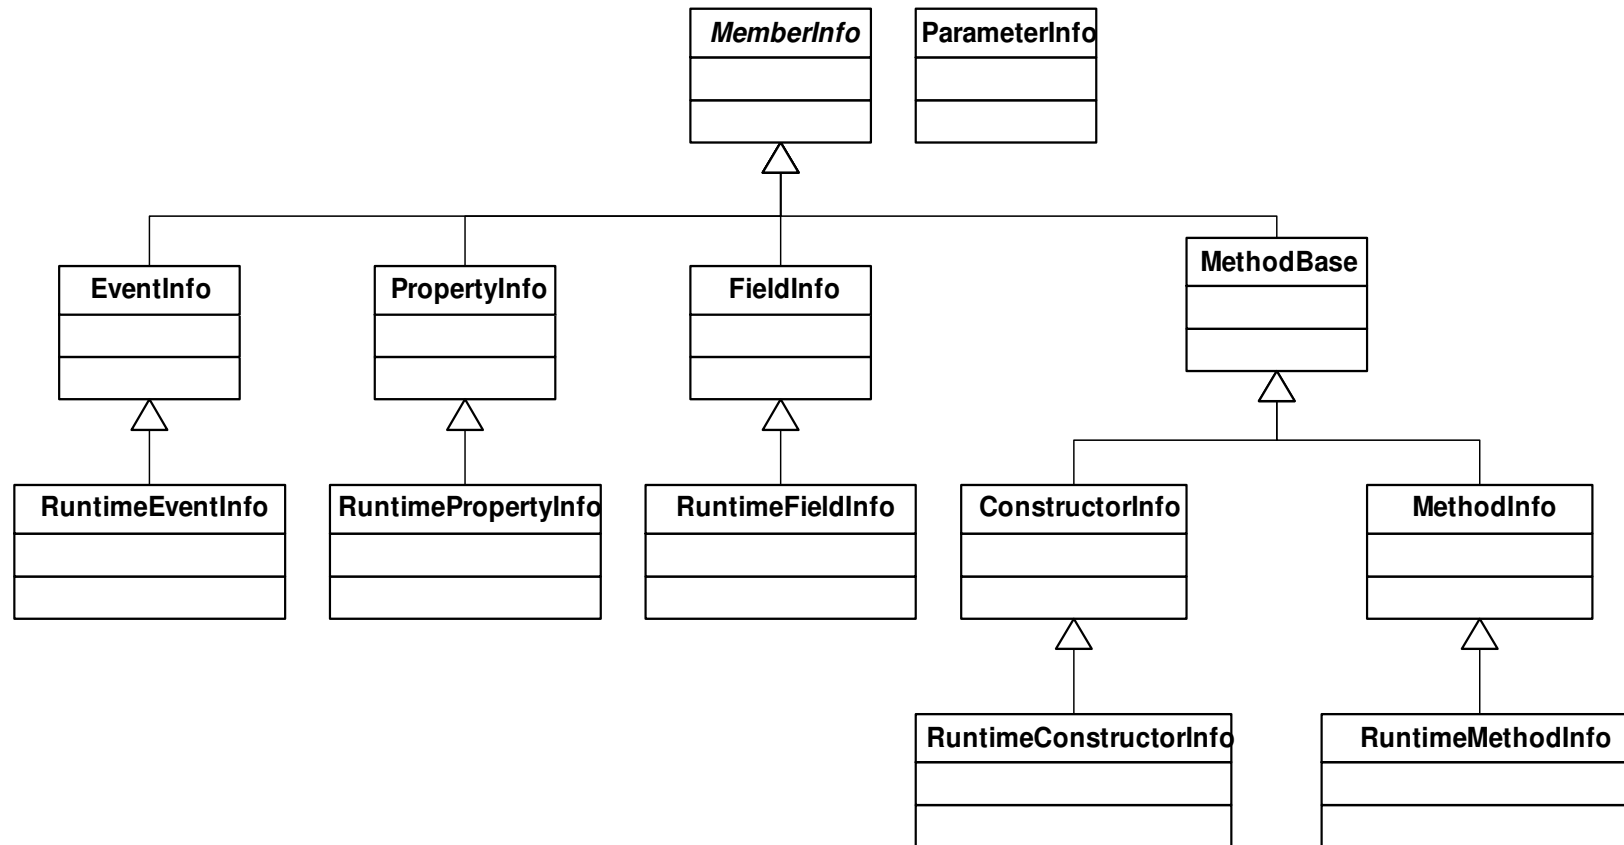 MemberInfo
ParameterInfo
MethodBase
EventInfo
PropertyInfo
FieldInfo
RuntimeEventInfo
RuntimePropertyInfo
RuntimeFieldInfo
ConstructorInfo
MethodInfo
RuntimeConstructorInfo
RuntimeMethodInfo